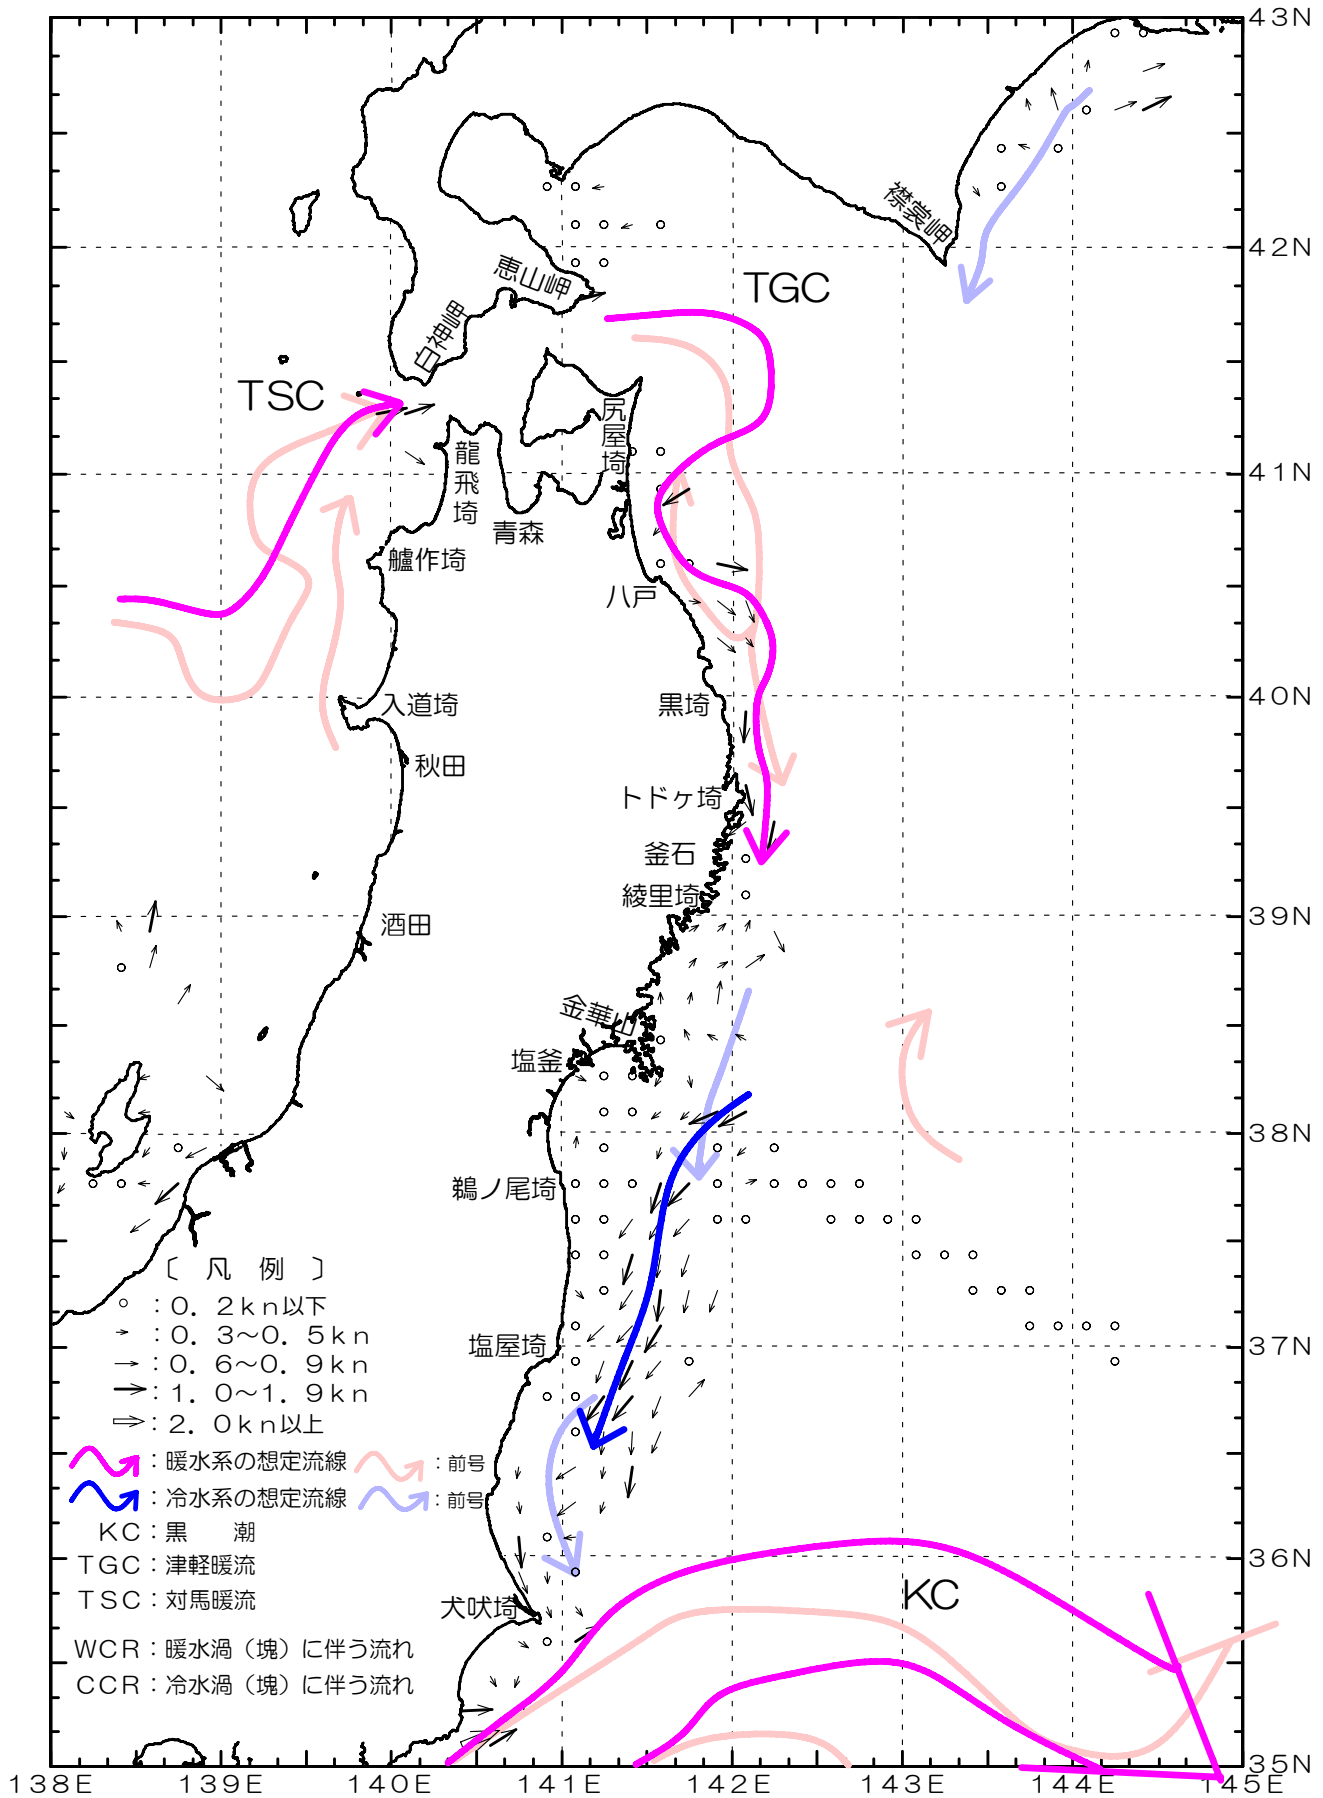 43N
襟裳岬
42N
恵山岬
TGC
白神岬
TSC
尻屋埼
41N
龍飛埼
青森
艫作埼
八戸
40N
入道埼
黒埼
秋田
トドヶ埼
釜石
綾里埼
39N
酒田
金華山
塩釜
38N
鵜ノ尾埼
〔 凡 例 〕
：0．2kn以下
：0．3～0．5kn
：0．6～0．9kn
：1．0～1．9kn
：2．0kn以上
塩屋埼
37N
：暖水系の想定流線 ：前号
：冷水系の想定流線 ：前号
KC：黒 潮
TGC：津軽暖流
TSC：対馬暖流
36N
KC
犬吠埼
WCR：暖水渦（塊）に伴う流れ
CCR：冷水渦（塊）に伴う流れ
35N
138E 139E 140E 141E 142E 143E 144E 145E